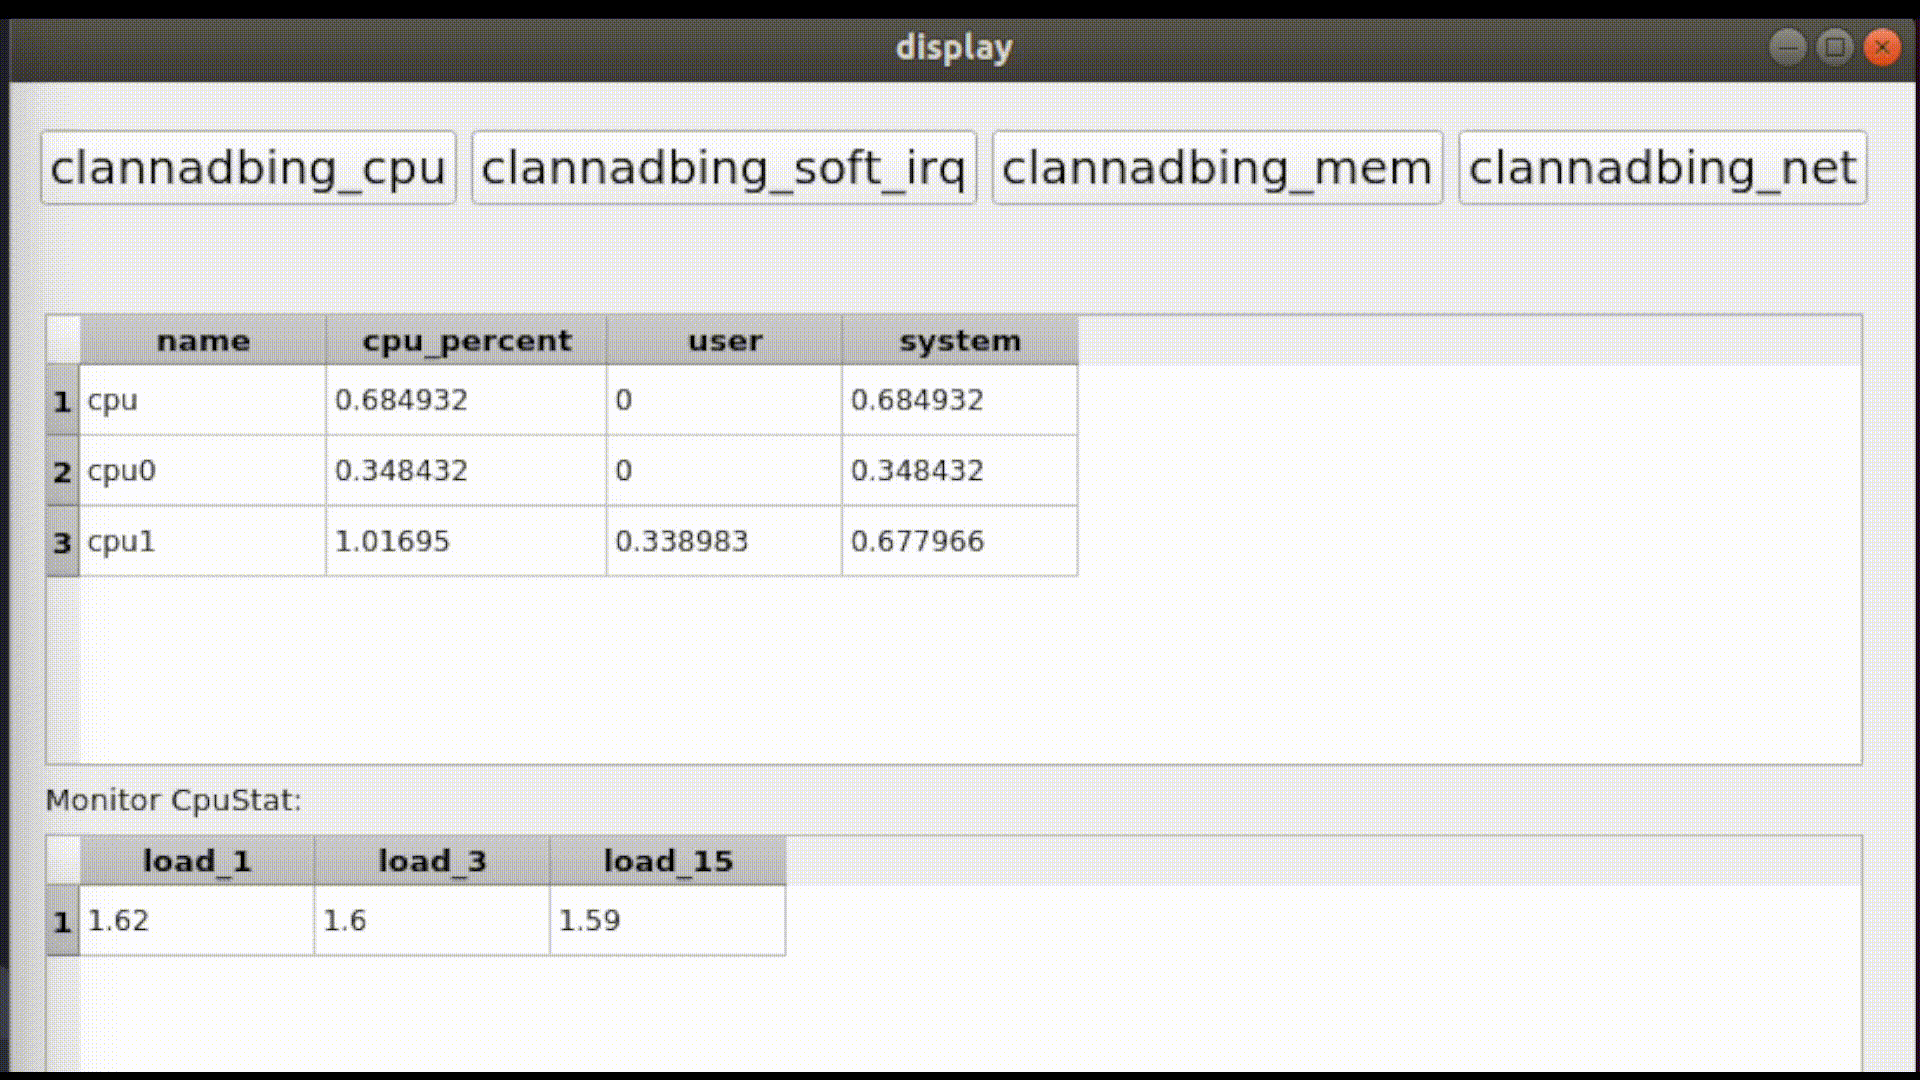 display
clannadbing_cpu clannadbing_soft_irq clannadbing_mem clannadbing_net
name cpu_percent user system
1 cpu 0.684932 0 0.684932
2 cpu0 0.348432 0 0.348432
3 cpu1 1.01695 0.338983 0.677966
Monitor CpuStat:
load_1 load_3 load_15
1 1.62 1.6 1.59